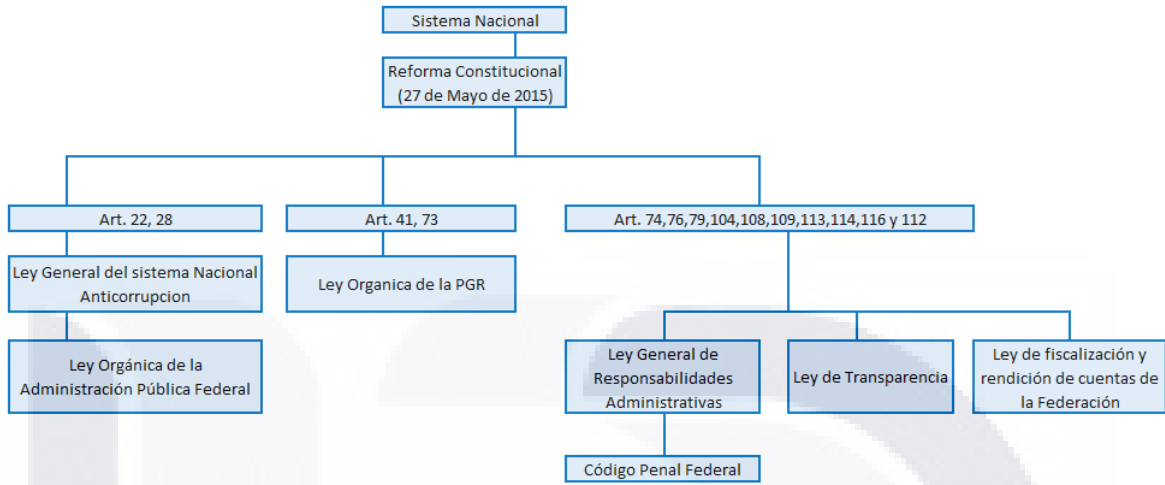 Sistema Nacional
Reforma Constitucional
(27 de Mayo de 2015)
Art. 22, 28
Art. 41, 73
Art. 74,76,79,104,108,109,113,114,116 y 112
Ley General del sistema Nacional
Anticorrupcion
Ley Organica de la PGR
Ley Orgánica de la
Administración Pública Federal
Ley General de
Responsabilidades
Administrativas
Ley de Transparencia
Ley de fiscalización y
rendición de cuentas de
la Federación
Código Penal Federal